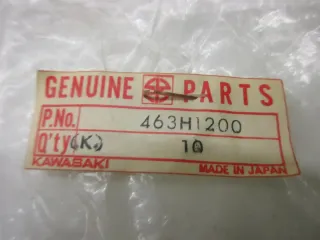 GENUINE PARTS
P.No. 463H1200
Q'ty (K) 10
KAWASAKI MADE IN JAPAN